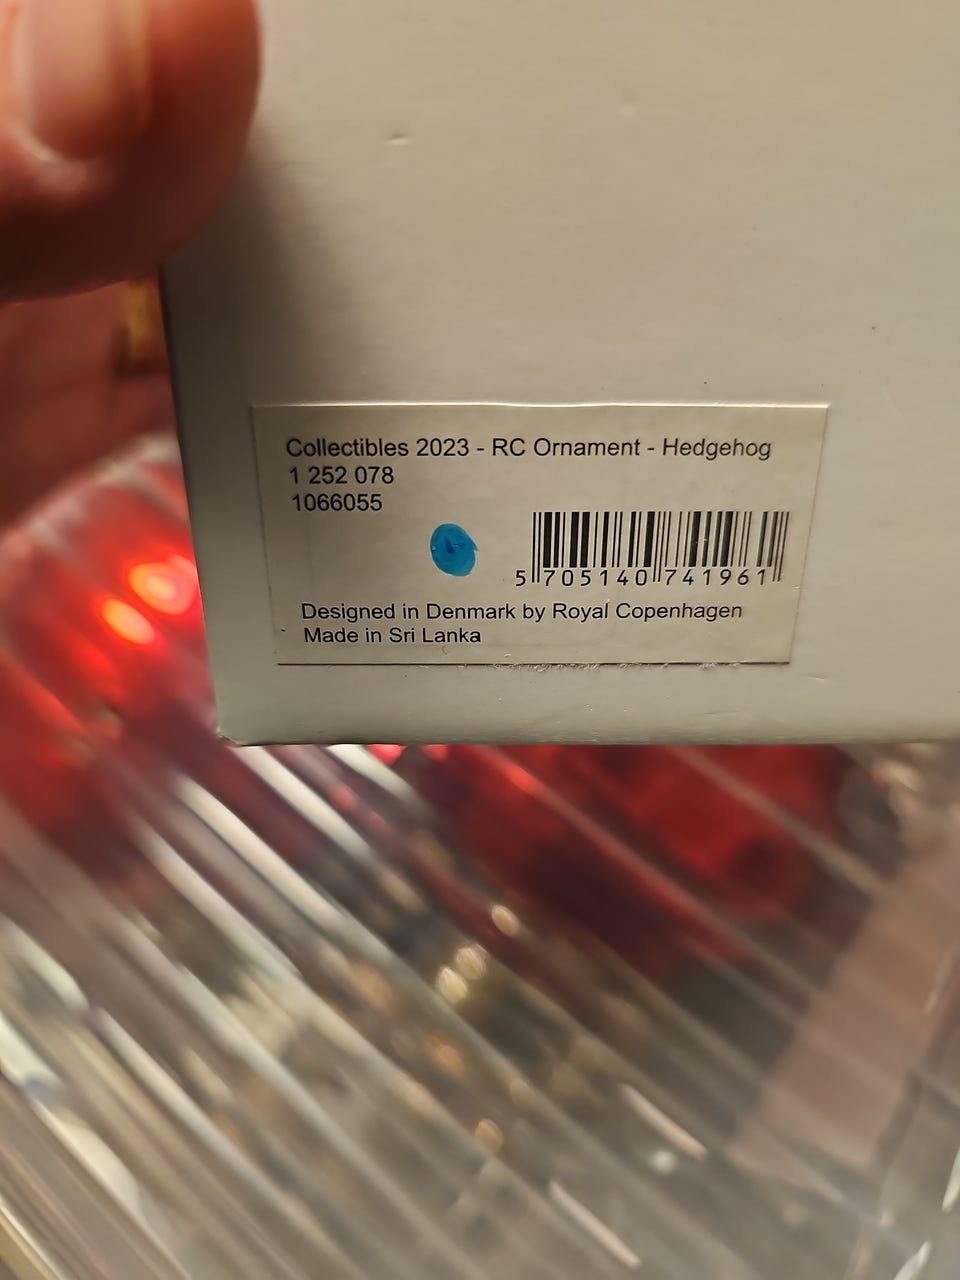 Collectibles 2023 - RC Ornament - Hedgehog
1 252 078
1066055
5 705140 741961
Designed in Denmark by Royal Copenhagen
Made in Sri Lanka